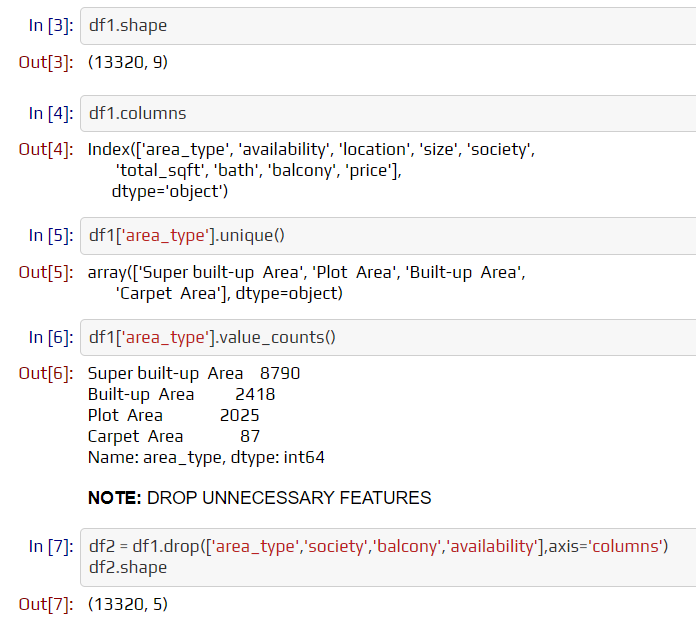 In [3]: df1.shape
Out[3]: (13320, 9)
In [4]: df1.columns
Out[4]: Index(['area_type', 'availability', 'location', 'size', 'society',
'total_sqft', 'bath', 'balcony', 'price'],
dtype='object')
In [5]: df1['area_type'].unique()
Out[5]: array(['Super built-up  Area', 'Plot  Area', 'Built-up  Area',
'Carpet  Area'], dtype=object)
In [6]: df1['area_type'].value_counts()
Out[6]: Super built-up  Area    8790
Built-up  Area          2418
Plot  Area              2025
Carpet  Area              87
Name: area_type, dtype: int64
NOTE: DROP UNNECESSARY FEATURES
In [7]: df2 = df1.drop(['area_type','society','balcony','availability'],axis='columns')
df2.shape
Out[7]: (13320, 5)